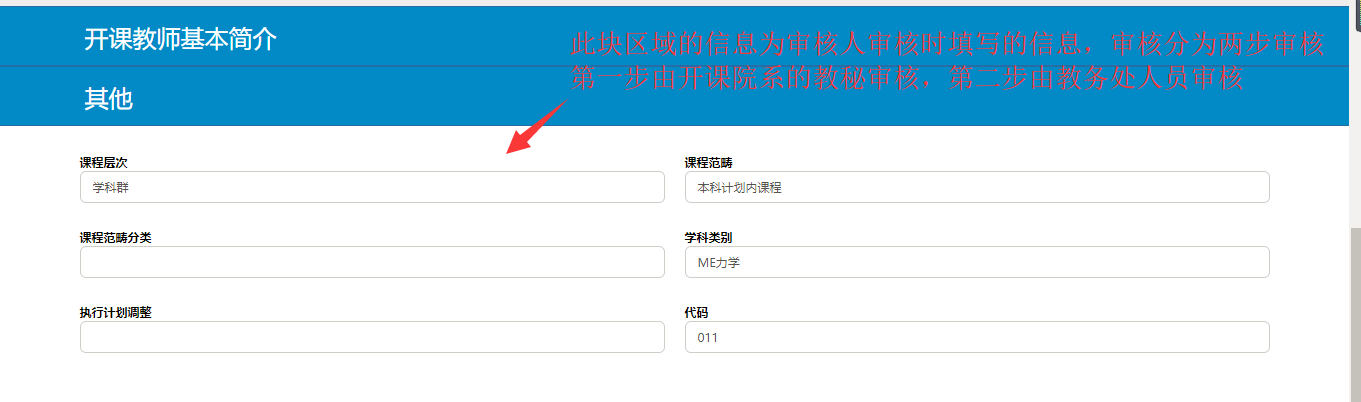 开课教师基本简介
此块区域的信息为审核人审核时填写的信息，审核分为两步审核
第一步由开课院系的教秘审核，第二步由教务处人员审核
其他
课程层次
课程范畴
学科群
本科计划内课程
课程范畴分类
学科类别
ME力学
执行计划调整
代码
011